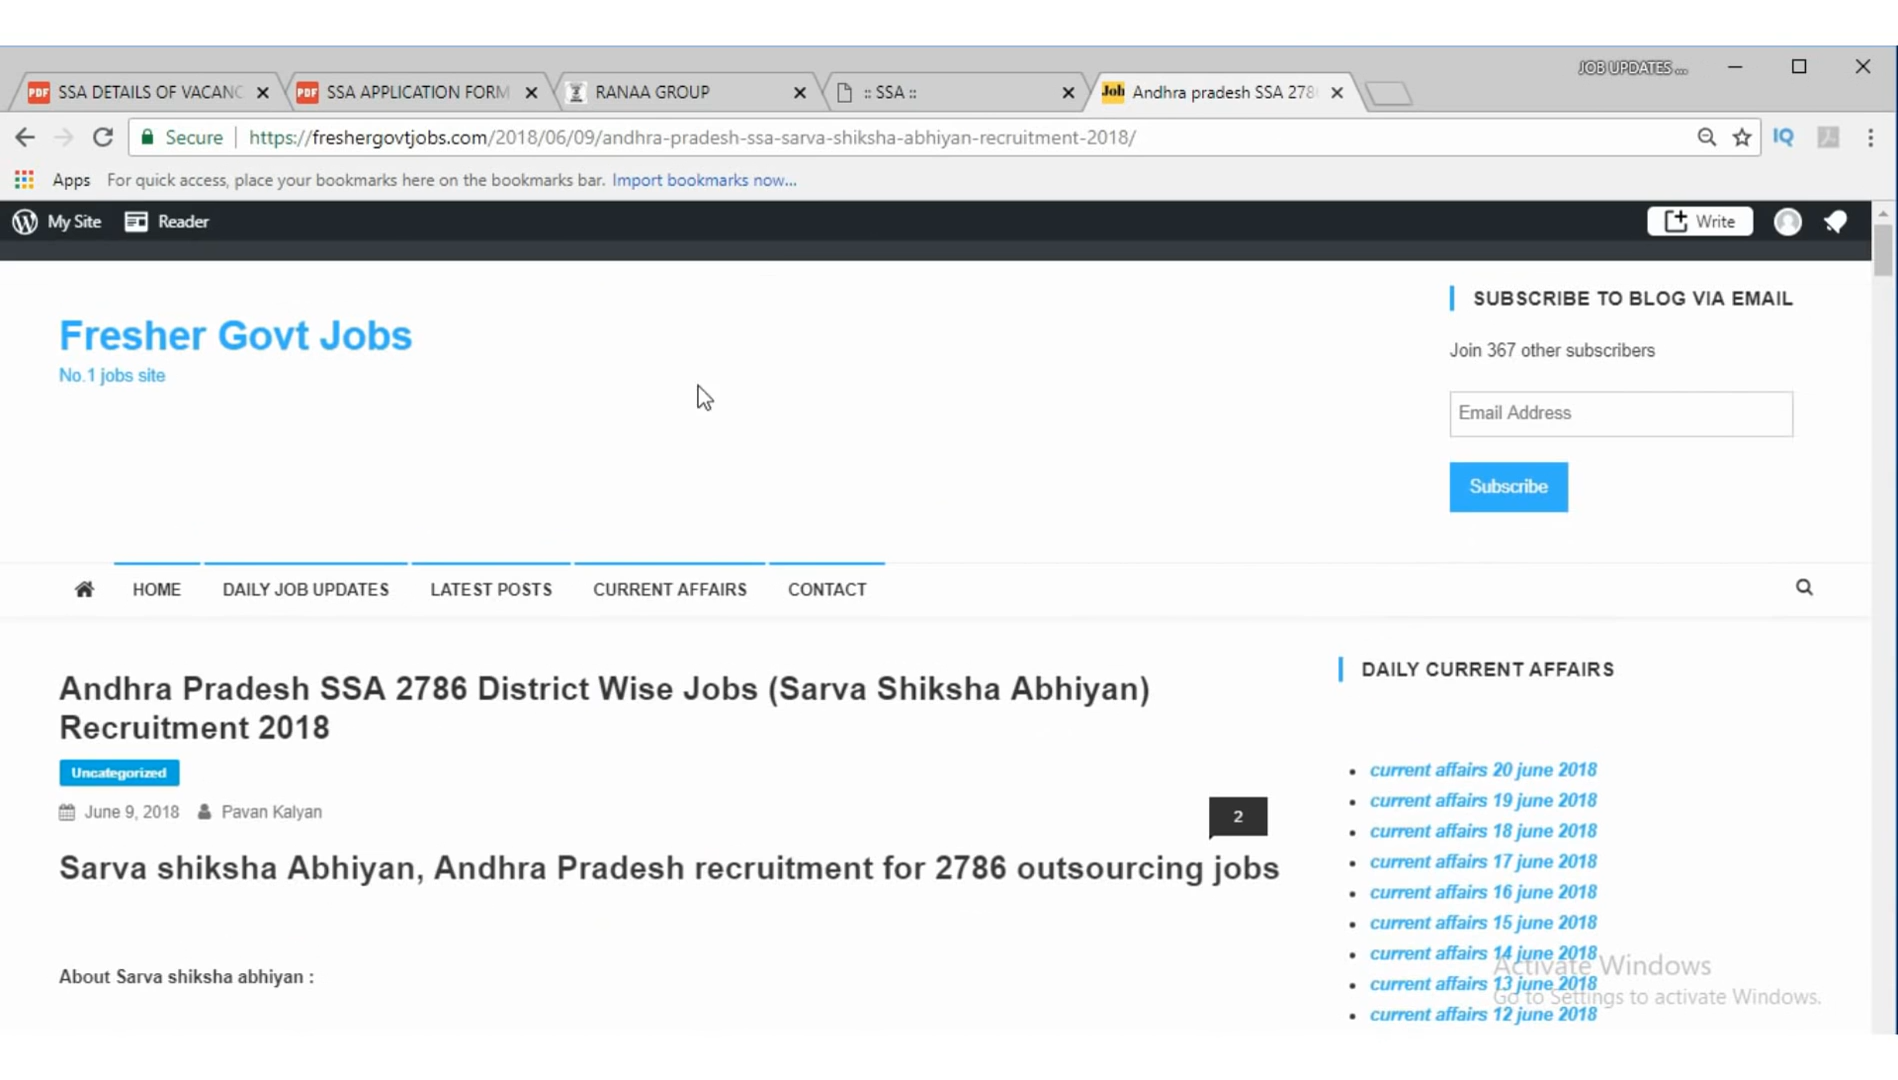 JOB UPDATES ...
SSA DETAILS OF VACANC
SSA APPLICATION FORM
RANAA GROUP
:: SSA ::
Job Andhra pradesh SSA 278
Secure https://freshergovtjobs.com/2018/06/09/andhra-pradesh-ssa-sarva-shiksha-abhiyan-recruitment-2018/
IQ
Apps For quick access, place your bookmarks here on the bookmarks bar. Import bookmarks now...
My Site Reader Write
SUBSCRIBE TO BLOG VIA EMAIL
Fresher Govt Jobs
No.1 jobs site
Join 367 other subscribers
Email Address
Subscribe
HOME DAILY JOB UPDATES LATEST POSTS CURRENT AFFAIRS CONTACT
Andhra Pradesh SSA 2786 District Wise Jobs (Sarva Shiksha Abhiyan)
Recruitment 2018
Uncategorized
June 9, 2018 Pavan Kalyan
2
Sarva shiksha Abhiyan, Andhra Pradesh recruitment for 2786 outsourcing jobs
About Sarva shiksha abhiyan :
DAILY CURRENT AFFAIRS
current affairs 20 june 2018
current affairs 19 june 2018
current affairs 18 june 2018
current affairs 17 june 2018
current affairs 16 june 2018
current affairs 15 june 2018
current affairs 14 june 2018
current affairs 13 june 2018
current affairs 12 june 2018
Activate Windows
Go to Settings to activate Windows.